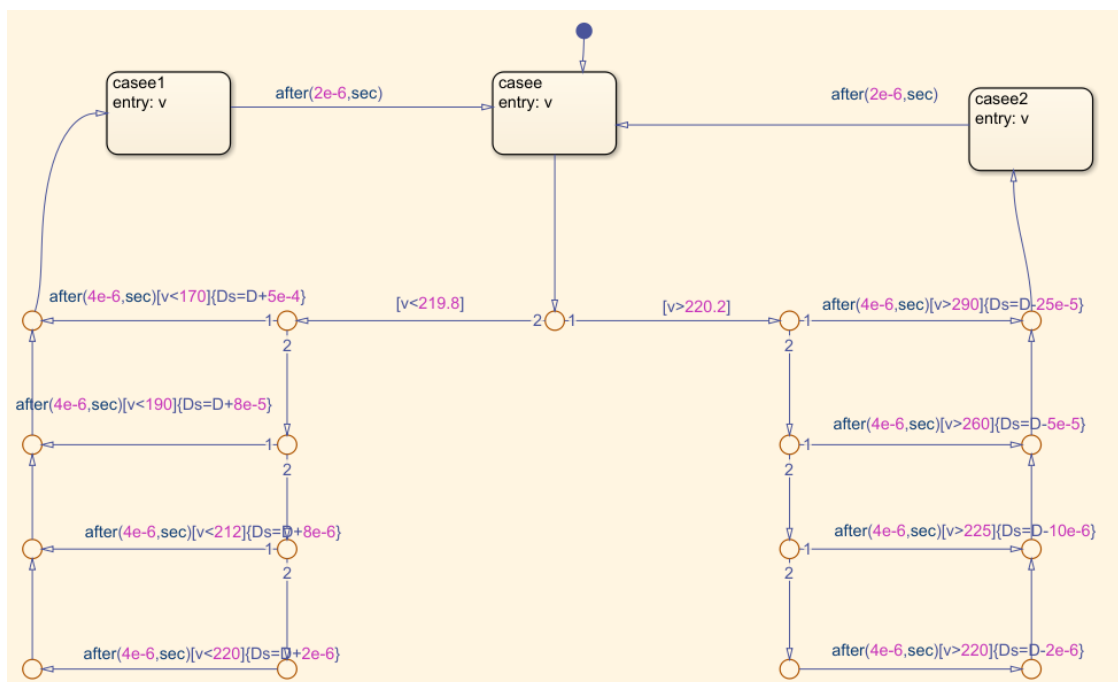 casee1
entry: v
after(2e-6,sec)
casee
entry: v
after(2e-6,sec)
casee2
entry: v
after(4e-6,sec)[v<170]{Ds=D+5e-4}
[v<219.8]
[v>220.2]
after(4e-6,sec)[v>290]{Ds=D-25e-5}
1
2
1
1
2
2
after(4e-6,sec)[v<190]{Ds=D+8e-5}
after(4e-6,sec)[v>260]{Ds=D-5e-5}
1
1
2
2
after(4e-6,sec)[v<212]{Ds=D+8e-6}
after(4e-6,sec)[v>225]{Ds=D-10e-6}
1
1
2
2
after(4e-6,sec)[v<220]{Ds=D+2e-6}
after(4e-6,sec)[v>220]{Ds=D-2e-6}